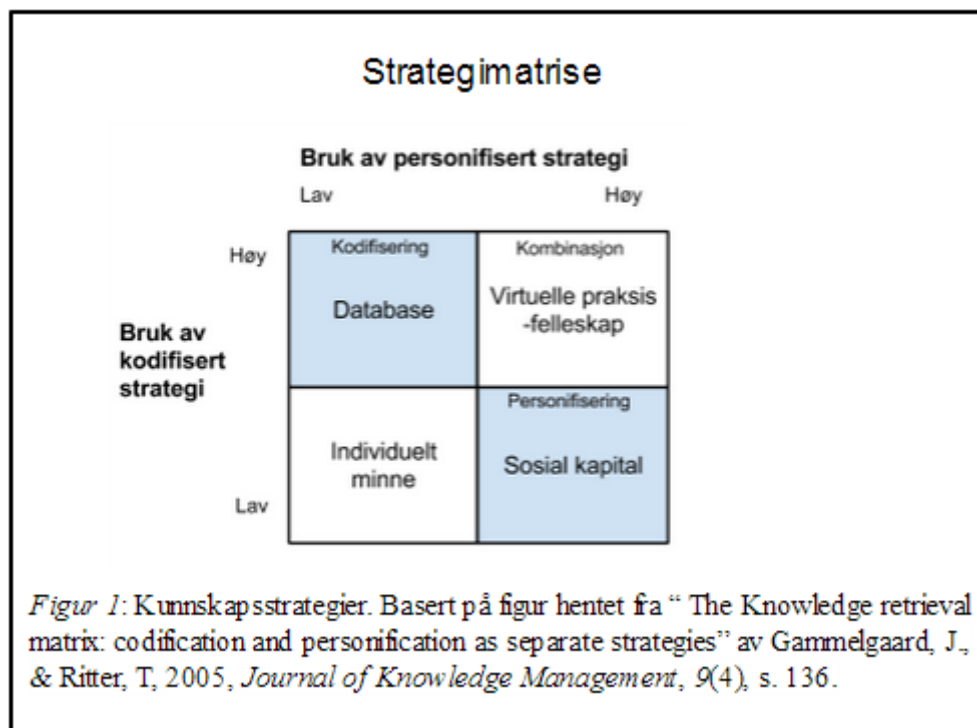 Strategimatrise
Bruk av personifisert strategi
Lav Høy
Høy
Bruk av
kodifisert
strategi
Lav
Kodifisering
Database
Kombinasjon
Virtuelle praksis
-felleskap
Individuelt
minne
Personifisering
Sosial kapital
Figur 1: Kunnskapsstrategier. Basert på figur hentet fra “ The Knowledge retrieval
matrix: codification and personification as separate strategies” av Gammelgaard, J.,
& Ritter, T, 2005, Journal of Knowledge Management, 9(4), s. 136.